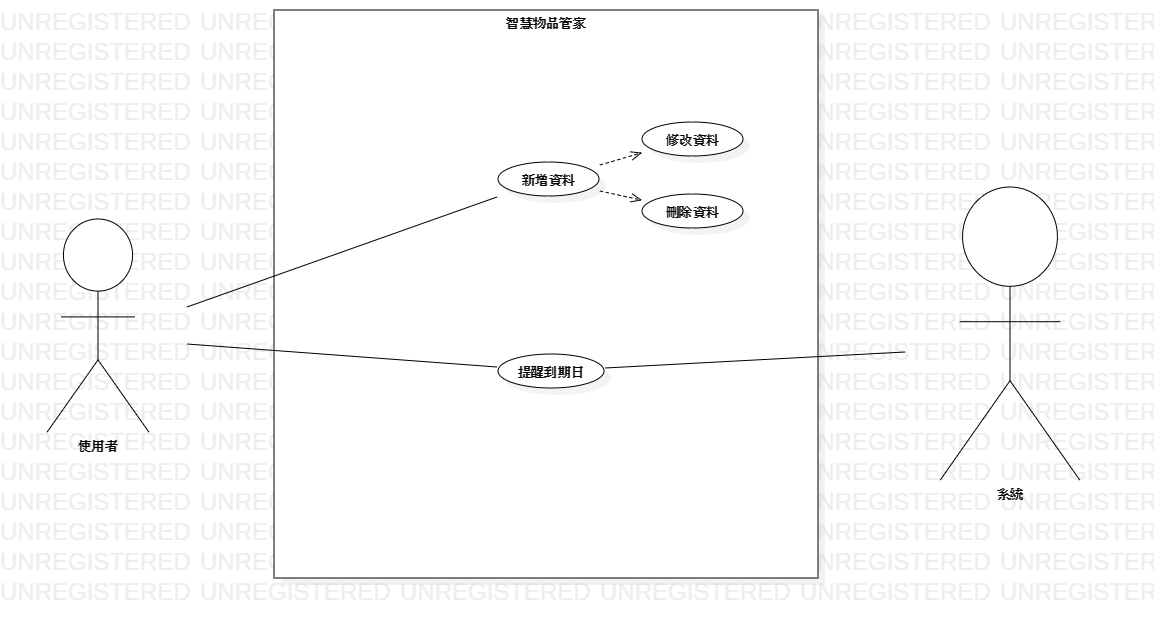 智慧物品管家
修改資料
新增資料
刪除資料
提醒到期日
使用者
系統
UNREGISTERED UNREGISTERED UNREGISTERED UNREGISTERED UNREGISTERED UNREGISTER